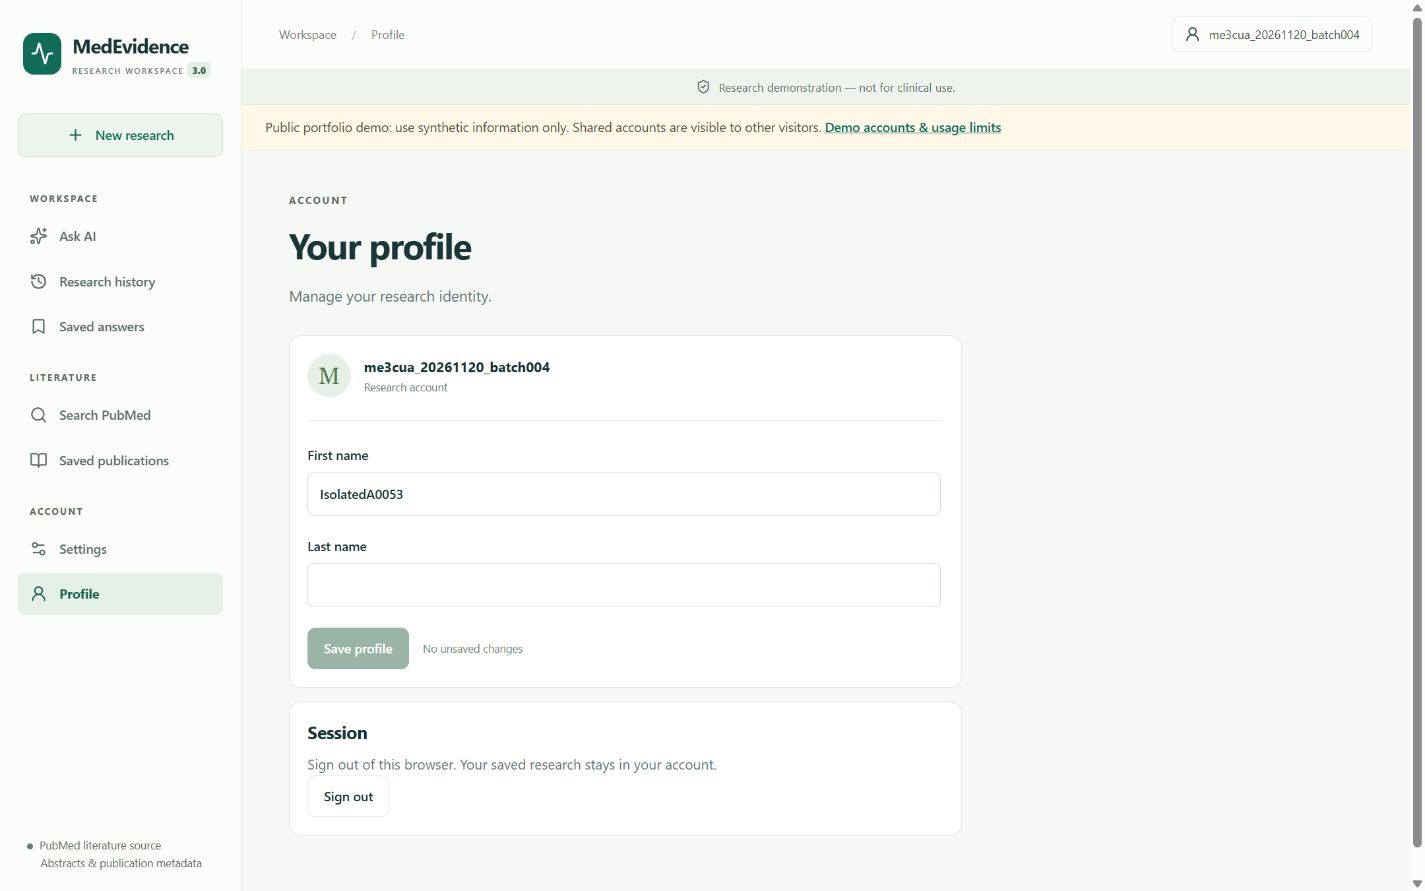 MedEvidence
RESEARCH WORKSPACE 3.0
New research
WORKSPACE
Ask AI
Research history
Saved answers
LITERATURE
Search PubMed
Saved publications
ACCOUNT
Settings
Profile
PubMed literature source
Abstracts & publication metadata
Workspace / Profile
me3cua_20261120_batch004
Research demonstration — not for clinical use.
Public portfolio demo: use synthetic information only. Shared accounts are visible to other visitors. Demo accounts & usage limits
ACCOUNT
Your profile
Manage your research identity.
M
me3cua_20261120_batch004
Research account
First name
IsolatedA0053
Last name
Save profile
No unsaved changes
Session
Sign out of this browser. Your saved research stays in your account.
Sign out